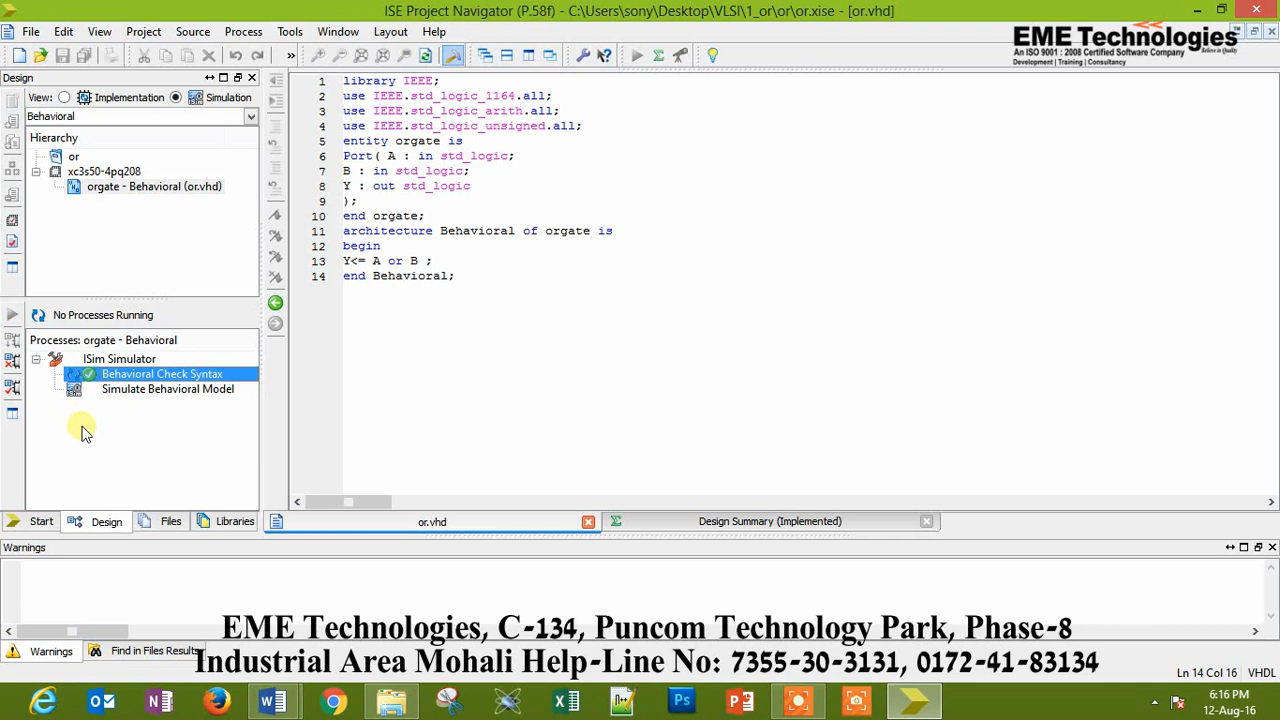 ISE Project Navigator (P.58f) - C:\Users\sony\Desktop\VLSI\1_or\or\or.xise - [or.vhd]
File Edit View Project Source Process Tools Window Layout Help
EME Technologies
An ISO 9001 : 2008 Certified Software Company
Development | Training | Consultancy
Design
View: Implementation Simulation
Behavioral
Hierarchy
or
xc3s50-4pq208
orgate - Behavioral (or.vhd)
No Processes Running
Processes: orgate - Behavioral
ISim Simulator
Behavioral Check Syntax
Simulate Behavioral Model
1 library IEEE;
2 use IEEE.std_logic_1164.all;
3 use IEEE.std_logic_arith.all;
4 use IEEE.std_logic_unsigned.all;
5 entity orgate is
6 Port( A : in std_logic;
7 B : in std_logic;
8 Y : out std_logic
9 );
10 end orgate;
11 architecture Behavioral of orgate is
12 begin
13 Y<= A or B ;
14 end Behavioral;
Start Design Files Libraries
or.vhd
Design Summary (Implemented)
Warnings
EME Technologies, C-134, Puncom Technology Park, Phase-8
Industrial Area Mohali Help-Line No: 7355-30-3131, 0172-41-83134
Warnings Find in Files Results
Ln 14 Col 16 VHDL
6:16 PM
12-Aug-16